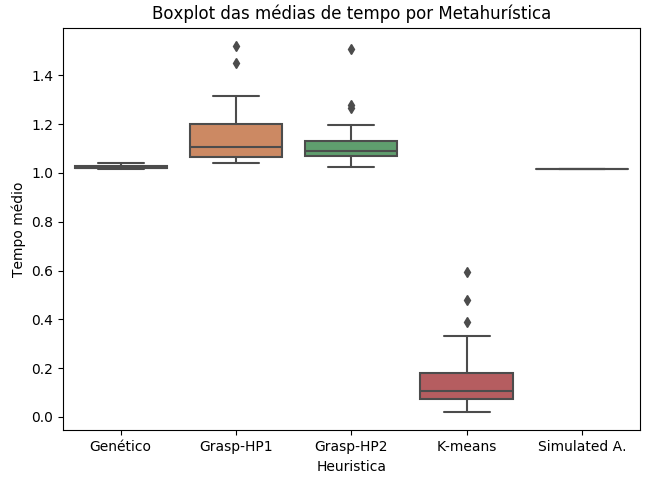 Boxplot das médias de tempo por Metahurística
Tempo médio
1.4
1.2
1.0
0.8
0.6
0.4
0.2
0.0
Genético
Grasp-HP1
Grasp-HP2
K-means
Simulated A.
Heuristica